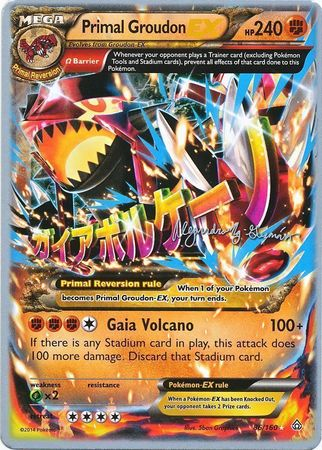 MEGA
Primal Groudon EX
HP240
Evolves from Groudon-EX
Primal Reversion
Ω Barrier
Whenever your opponent plays a Trainer card (excluding Pokémon
Tools and Stadium cards), prevent all effects of that card done to this
Pokémon.
ガイアボルケーノ
Primal Reversion rule
When 1 of your Pokémon
becomes Primal Groudon-EX, your turn ends.
Gaia Volcano
100+
If there is any Stadium card in play, this attack does
100 more damage. Discard that Stadium card.
weakness
resistance
×2
Pokémon-EX rule
When a Pokémon-EX has been Knocked Out,
your opponent takes 2 Prize cards.
retreat
©2014 Pokémon
Illus. 5ban Graphics
86/160